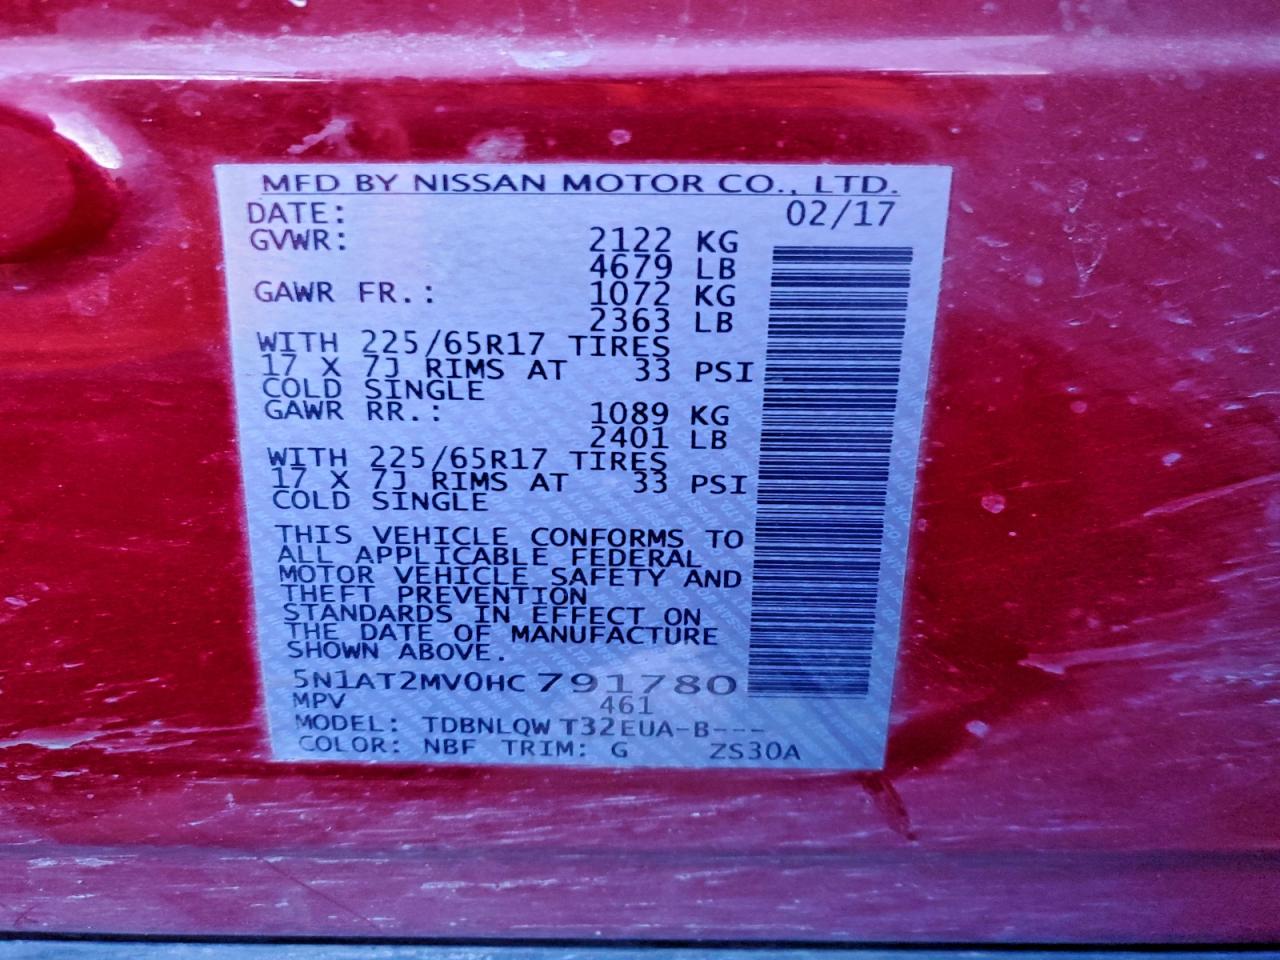 MFD BY NISSAN MOTOR CO., LTD.
DATE: 02/17
GVWR: 2122 KG
4679 LB
GAWR FR.: 1072 KG
2363 LB
WITH 225/65R17 TIRES
17 X 7J RIMS AT 33 PSI
COLD SINGLE
GAWR RR.: 1089 KG
2401 LB
WITH 225/65R17 TIRES
17 X 7J RIMS AT 33 PSI
COLD SINGLE
THIS VEHICLE CONFORMS TO
ALL APPLICABLE FEDERAL
MOTOR VEHICLE SAFETY AND
THEFT PREVENTION
STANDARDS IN EFFECT ON
THE DATE OF MANUFACTURE
SHOWN ABOVE.
5N1AT2MV0HC791780
MPV 461
MODEL: TDBNLQW T32EUA-B---
COLOR: NBF TRIM: G ZS30A